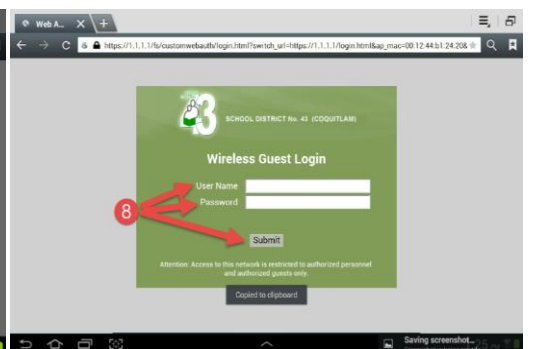 Web A...
https://1.1.1.1/fs/customwebauth/login.html?switch_url=https://1.1.1.1/login.html&ap_mac=00:12:44:b1:24:208
43
SCHOOL DISTRICT No. 43 (COQUITLAM)
Wireless Guest Login
User Name
Password
8
Submit
Attention: Access to this network is restricted to authorized personnel
and authorized guests only.
Copied to clipboard
Saving screenshot...